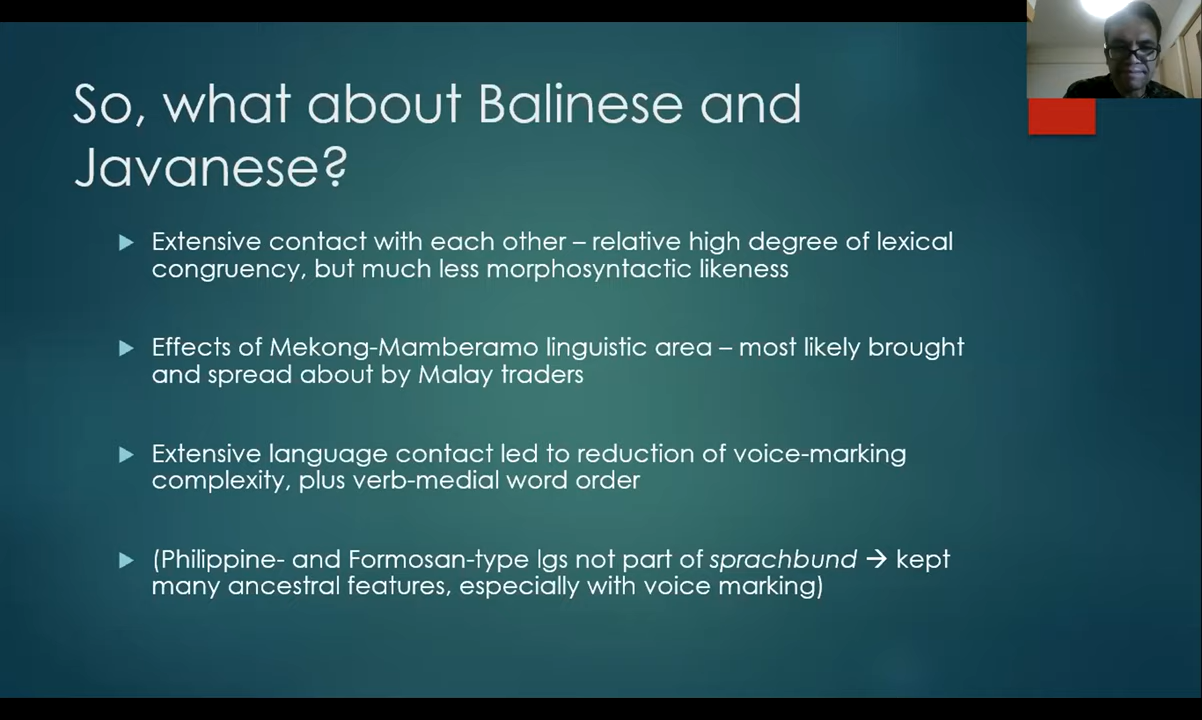 So, what about Balinese and
Javanese?
Extensive contact with each other – relative high degree of lexical
congruency, but much less morphosyntactic likeness
Effects of Mekong-Mamberamo linguistic area – most likely brought
and spread about by Malay traders
Extensive language contact led to reduction of voice-marking
complexity, plus verb-medial word order
(Philippine- and Formosan-type lgs not part of sprachbund → kept
many ancestral features, especially with voice marking)